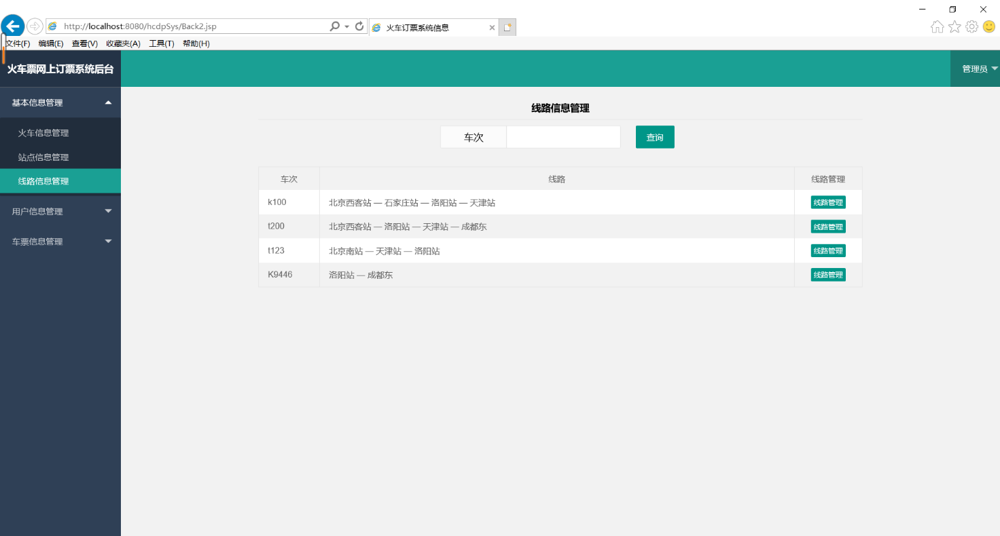 http://localhost:8080/hcdpSys/Back2.jsp
火车订票系统信息
文件(F) 编辑(E) 查看(V) 收藏夹(A) 工具(T) 帮助(H)
火车票网上订票系统后台
管理员
基本信息管理
火车信息管理
站点信息管理
线路信息管理
用户信息管理
车票信息管理
线路信息管理
车次
查询
车次 线路 线路管理
k100 北京西客站 — 石家庄站 — 洛阳站 — 天津站 线路管理
t200 北京西客站 — 洛阳站 — 天津站 — 成都东 线路管理
t123 北京南站 — 天津站 — 洛阳站 线路管理
K9446 洛阳站 — 成都东 线路管理